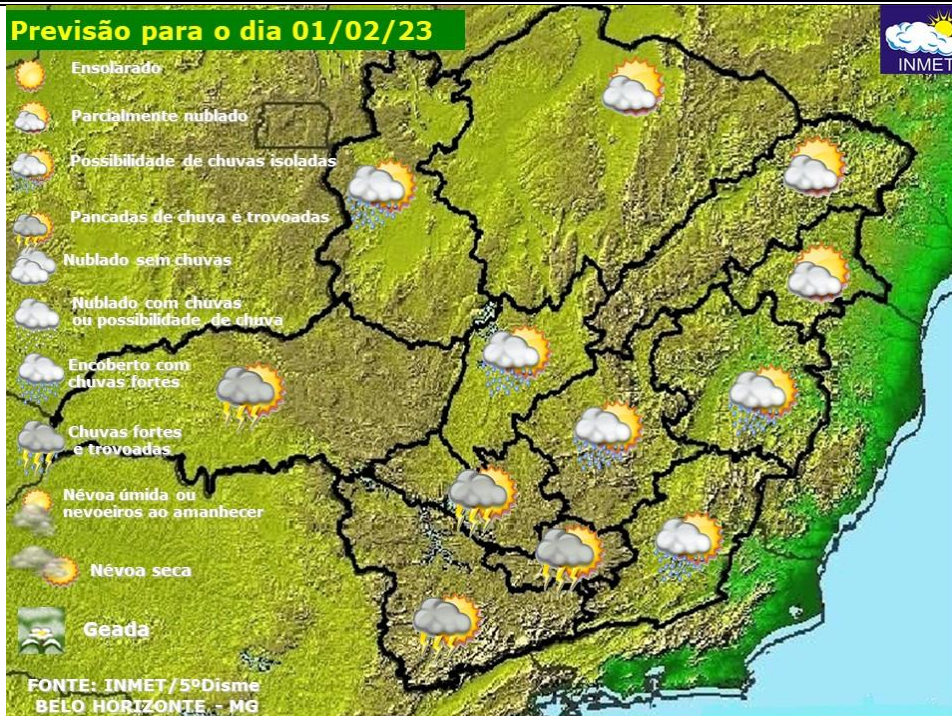 Previsão para o dia 01/02/23
INMET
Ensolarado
Parcialmente nublado
Possibilidade de chuvas isoladas
Pancadas de chuva e trovoadas
Nublado sem chuvas
Nublado com chuvas
ou possibilidade de chuva
Encoberto com
chuvas fortes
Chuvas fortes
e trovoadas
Névoa úmida ou
nevoeiros ao amanhecer
Névoa seca
Geada
FONTE: INMET/5ºDisme
BELO HORIZONTE - MG